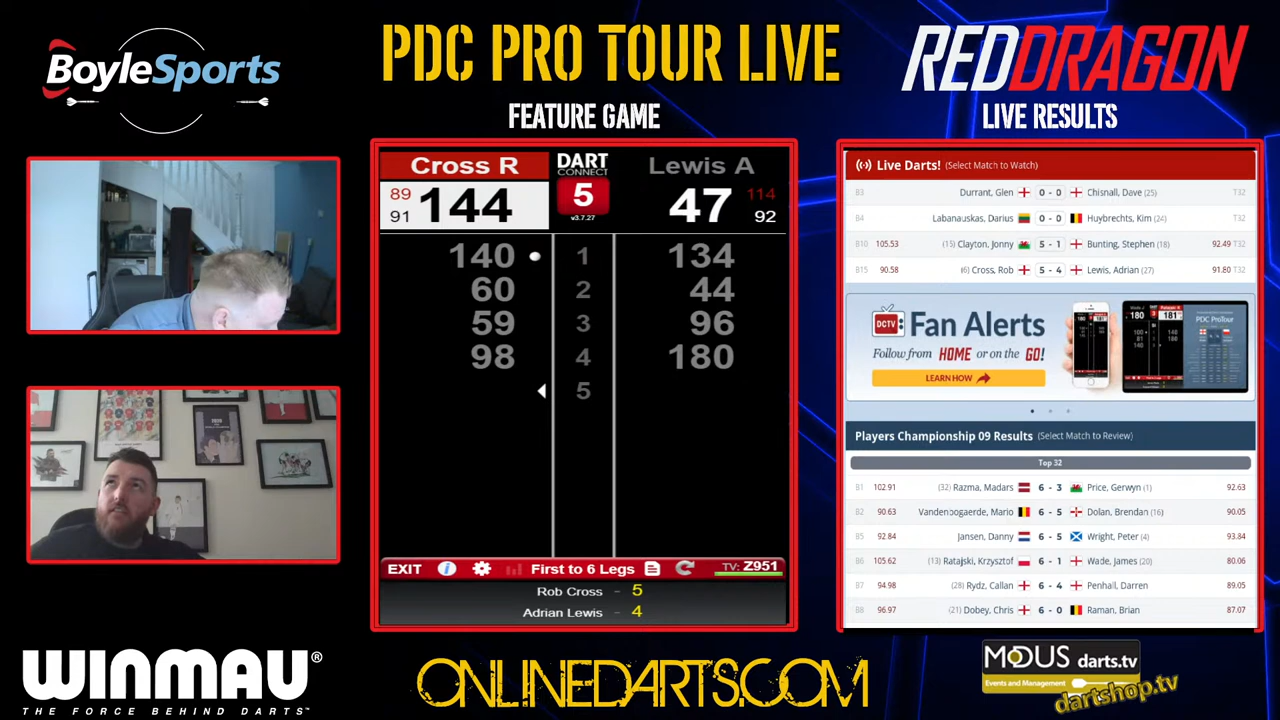 BoyleSports
PDC PRO TOUR LIVE
FEATURE GAME
REDDRAGON
LIVE RESULTS
Cross R
DART
CONNECT
Lewis A
89
91
144
5
v3.7.27
47
114
92
140 1 134
60 2 44
59 3 96
98 4 180
5
EXIT i First to 6 Legs TV: Z951
Rob Cross - 5
Adrian Lewis - 4
Live Darts! (Select Match to Watch)
B3 Durrant, Glen 0 - 0 Chisnall, Dave (25) T32
B4 Labanauskas, Darius 0 - 0 Huybrechts, Kim (24) T32
B10 105.53 (15) Clayton, Jonny 5 - 1 Bunting, Stephen (18) 92.49 T32
B15 90.58 (6) Cross, Rob 5 - 4 Lewis, Adrian (27) 91.80 T32
DCTV Fan Alerts
Follow from HOME or on the GO!
LEARN HOW
Players Championship 09 Results (Select Match to Review)
Top 32
B1 102.91 (32) Razma, Madars 6 - 3 Price, Gerwyn (1) 92.63
B2 90.63 Vandenbogaerde, Mario 6 - 5 Dolan, Brendan (16) 90.05
B5 92.84 Jansen, Danny 6 - 5 Wright, Peter (4) 93.84
B6 105.62 (13) Ratajski, Krzysztof 6 - 1 Wade, James (20) 80.06
B7 94.98 (28) Rydz, Callan 6 - 4 Penhall, Darren 89.05
B8 96.97 (21) Dobey, Chris 6 - 0 Raman, Brian 87.07
WINMAU®
THE FORCE BEHIND DARTS™
ONLINEDARTS.COM
MODUS darts.tv
Events and Management
dartshop.tv